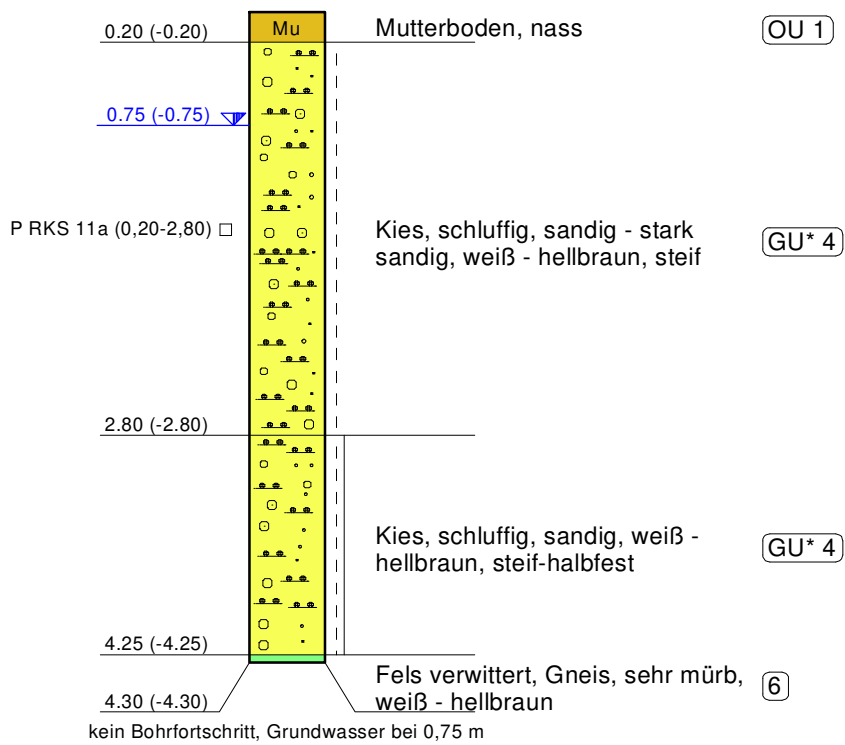 Mu
Mutterboden, nass
OU 1
0.20 (-0.20)
0.75 (-0.75)
P RKS 11a (0,20-2,80)
Kies, schluffig, sandig - stark
sandig, weiß - hellbraun, steif
GU* 4
2.80 (-2.80)
Kies, schluffig, sandig, weiß -
hellbraun, steif-halbfest
GU* 4
4.25 (-4.25)
Fels verwittert, Gneis, sehr mürb,
weiß - hellbraun
6
4.30 (-4.30)
kein Bohrfortschritt, Grundwasser bei 0,75 m